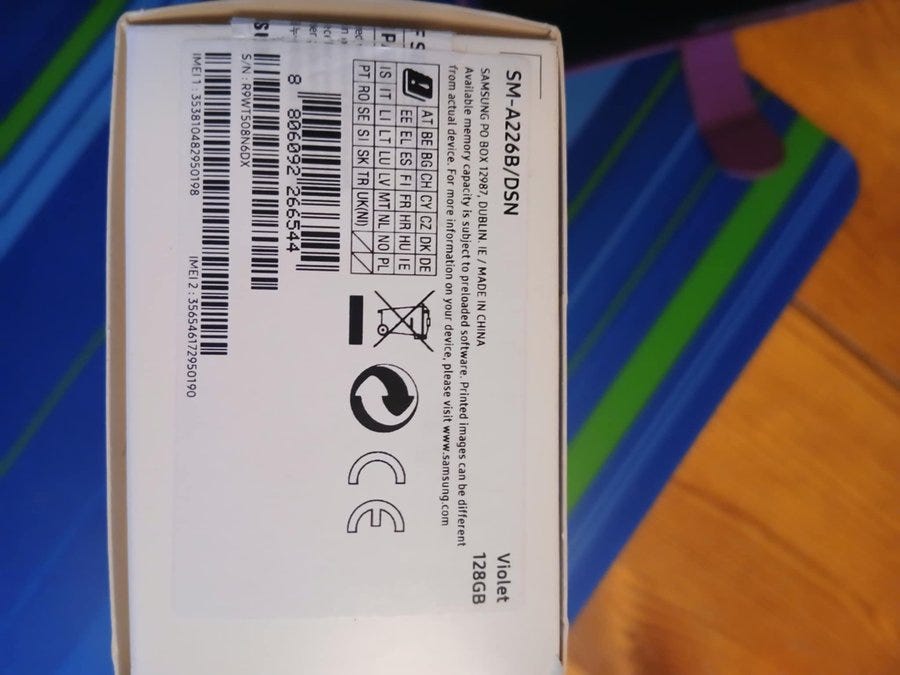 SM-A226B/DSN
Violet
128GB
SAMSUNG PO BOX 12987, DUBLIN. IE / MADE IN CHINA
Available memory capacity is subject to preloaded software. Printed images can be different
from actual device. For more information on your device, please visit www.samsung.com
AT BE BG CH CY CZ DK DE
EE EL ES FI FR HR HU IE
IS IT LI LT LU LV MT NL NO PL
PT RO SE SI SK TR UK(NI)
CE
8 806092 266544
S/N : R9WT508N6DX
IMEI 1 : 353810482950198
IMEI 2 : 356546172950190